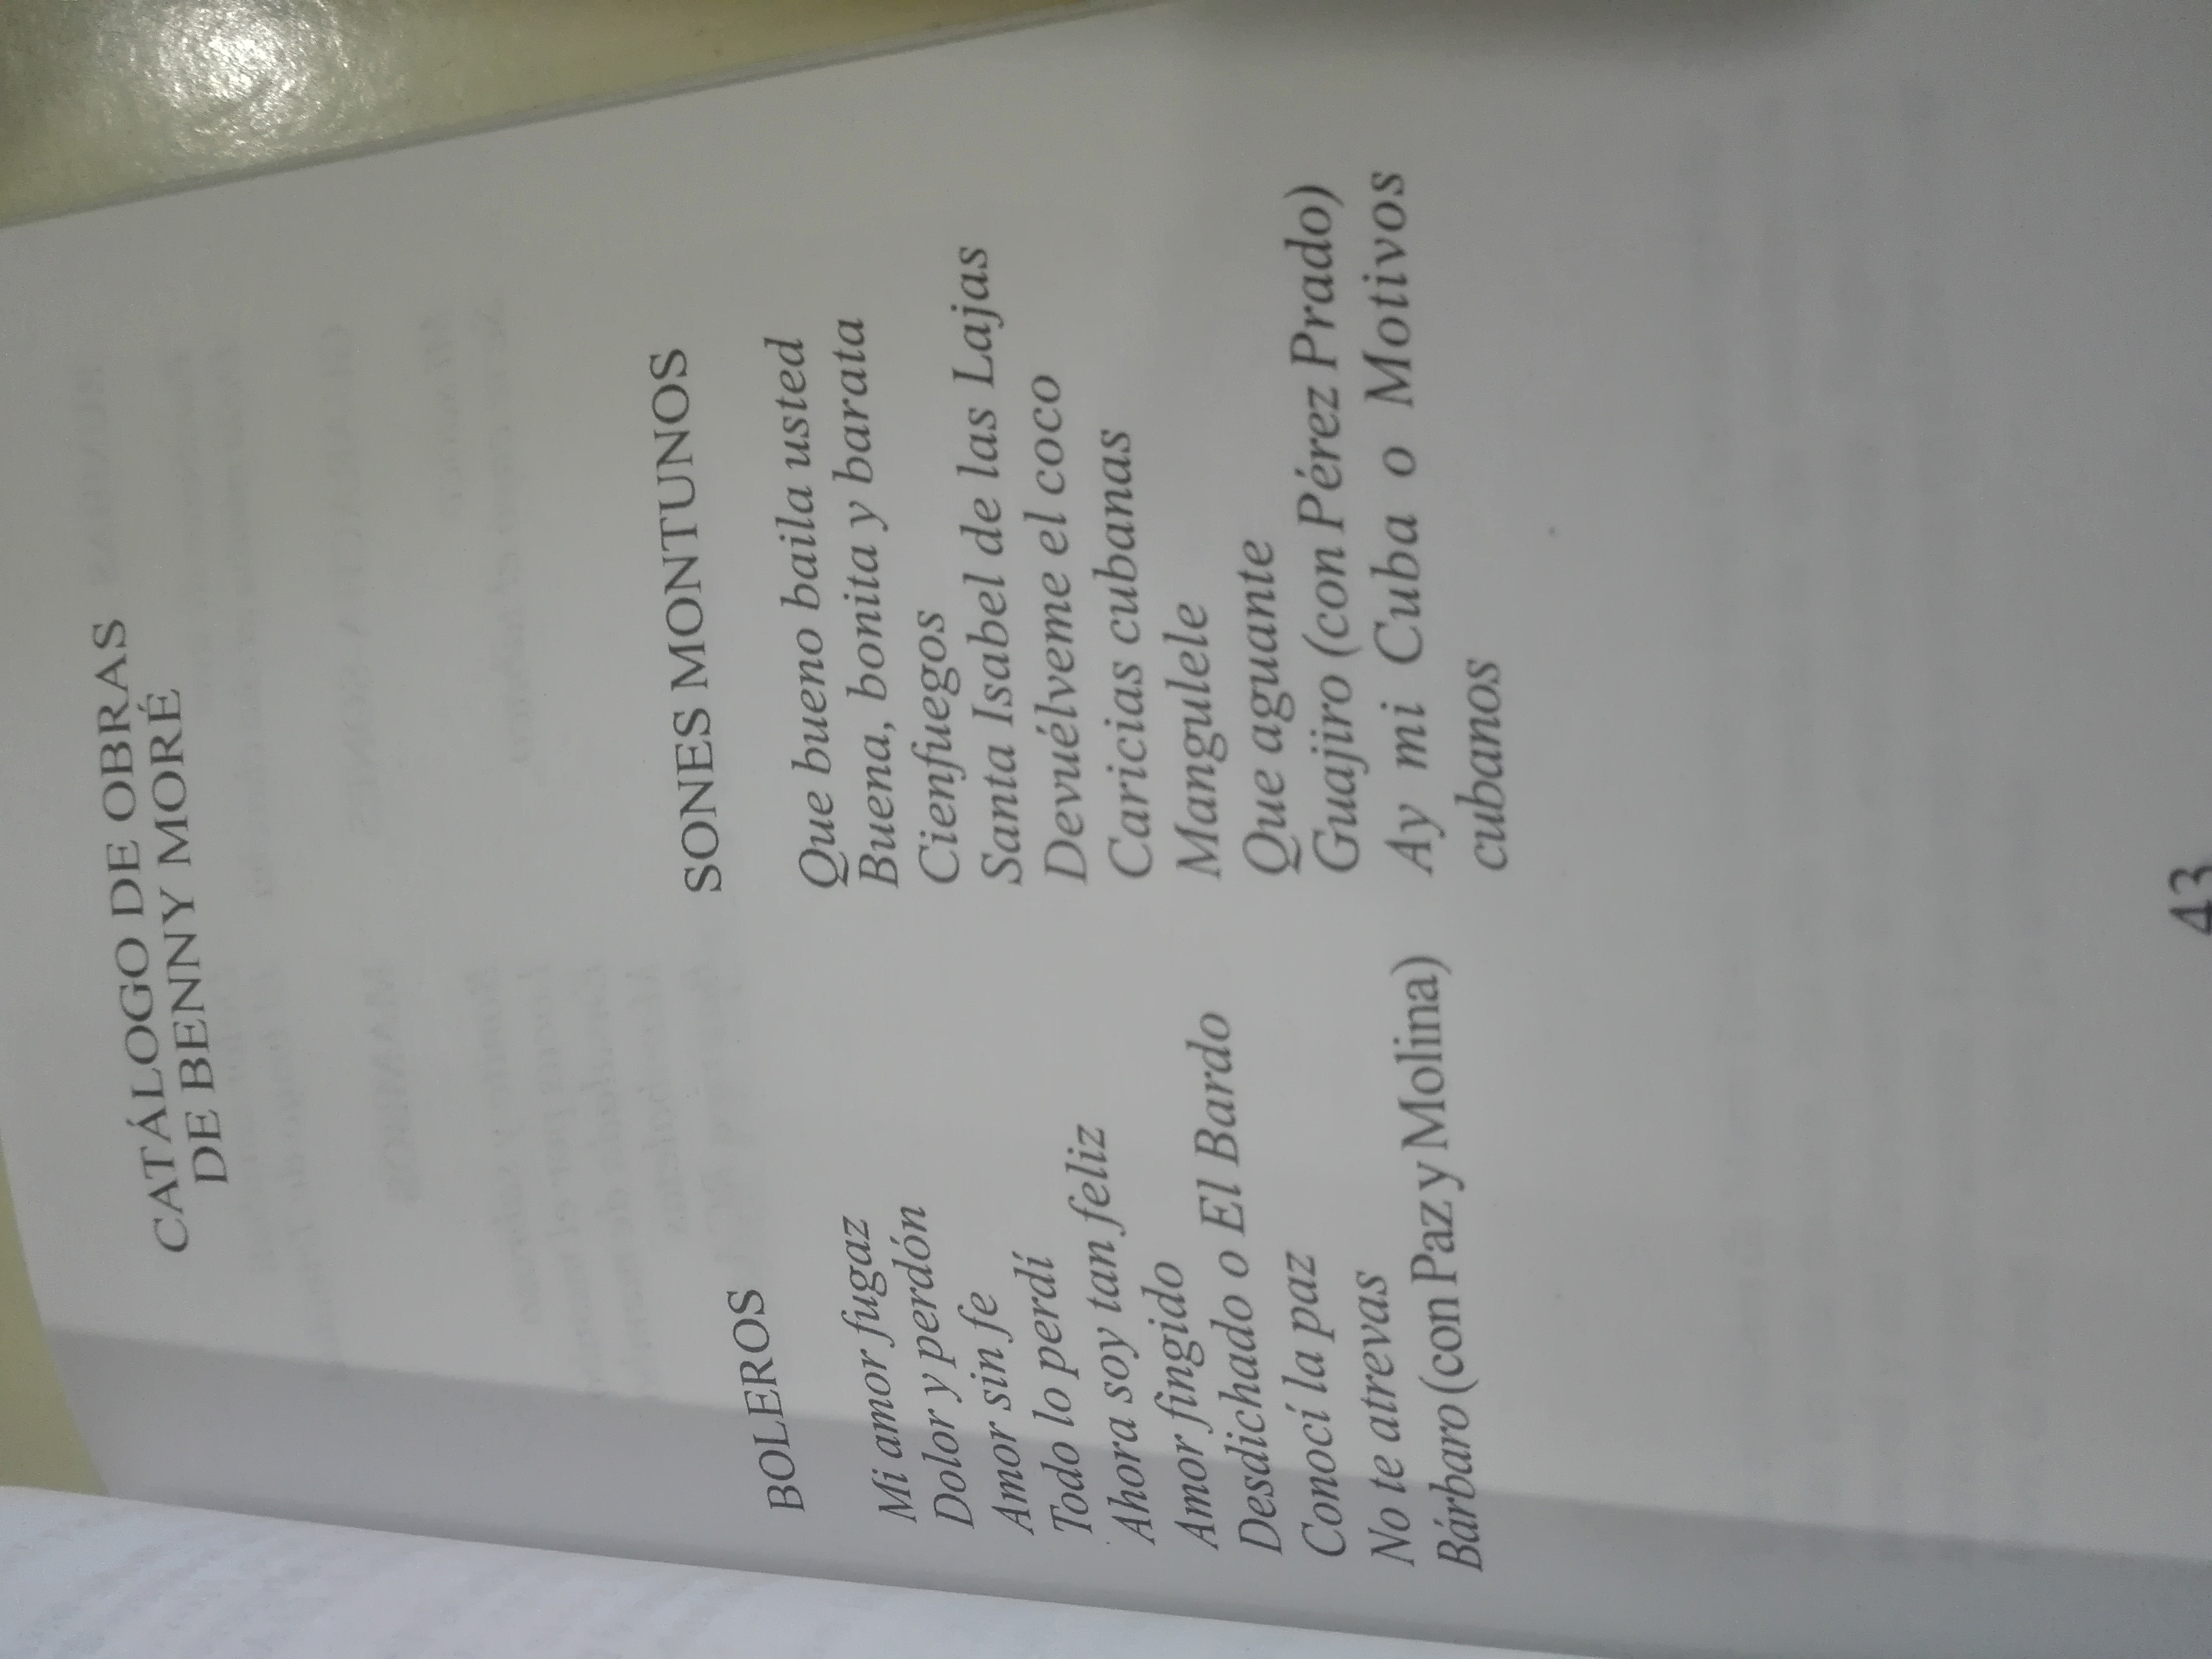 CATÁLOGO DE OBRAS
DE BENNY MORÉ
BOLEROS
Mi amor fugaz
Dolor y perdón
Amor sin fe
Todo lo perdí
Ahora soy tan feliz
Amor fingido
Desdichado o El Bardo
Conocí la paz
No te atrevas
Bárbaro (con Paz y Molina)
SONES MONTUNOS
Que bueno baila usted
Buena, bonita y barata
Cienfuegos
Santa Isabel de las Lajas
Devuélveme el coco
Caricias cubanas
Mangulele
Que aguante
Guajiro (con Pérez Prado)
Ay mi Cuba o Motivos
cubanos
43